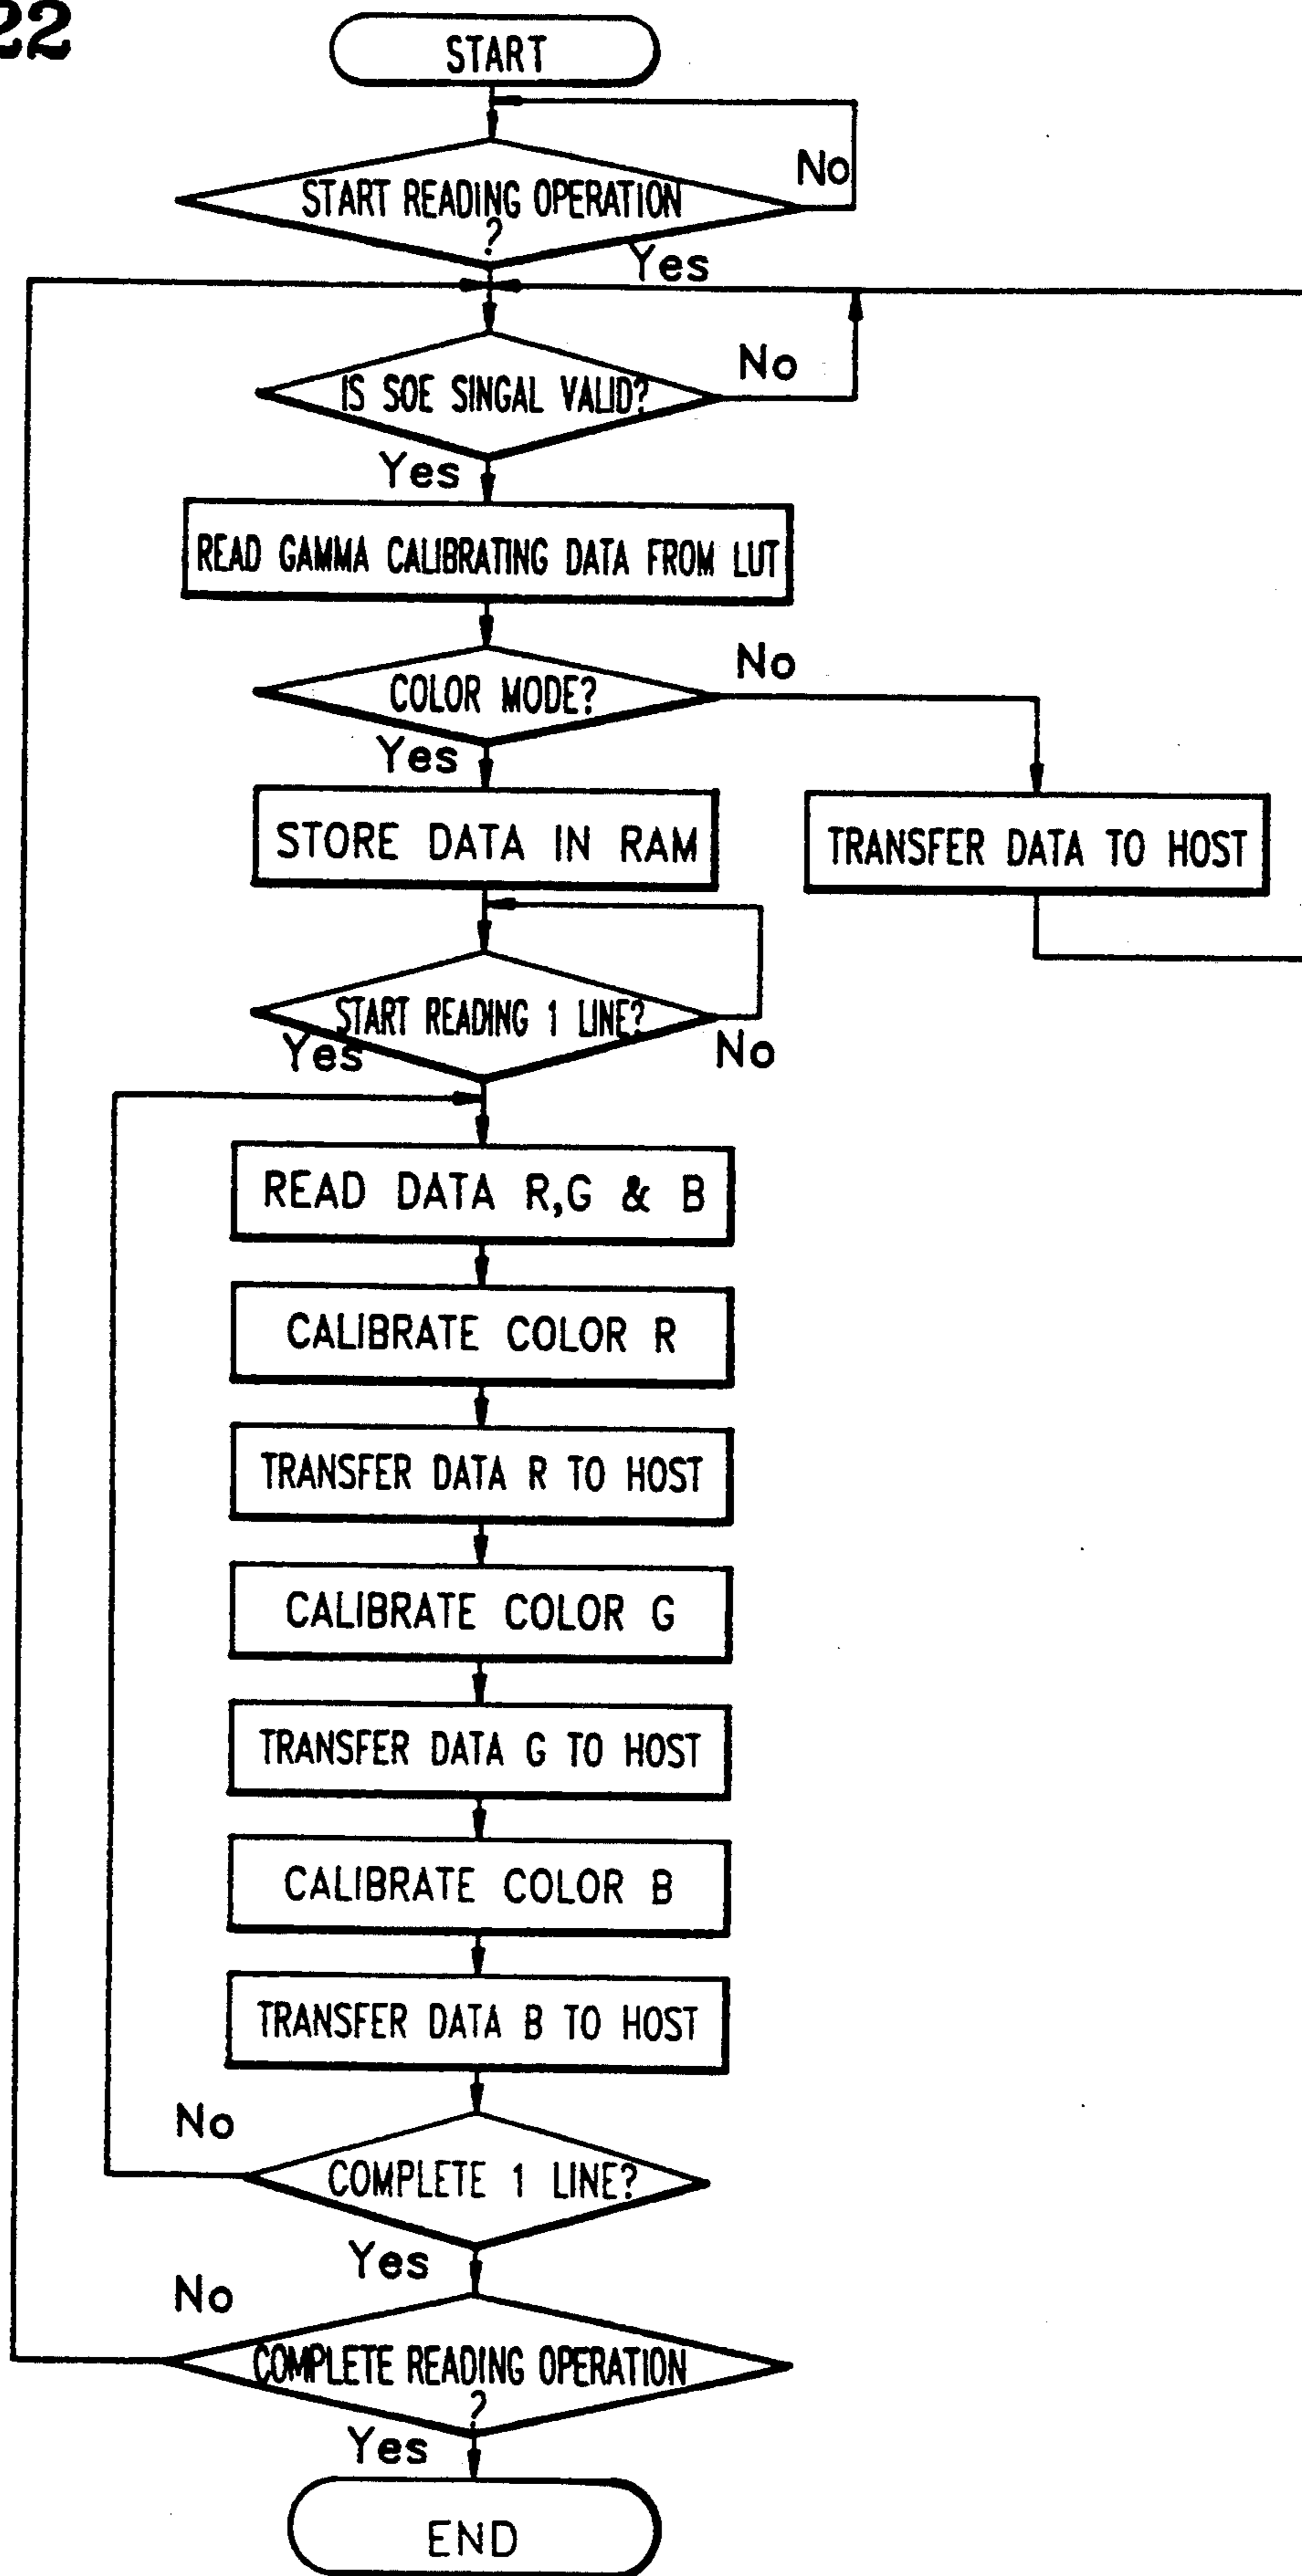 22
START
No
START READING OPERATION
?
Yes
IS SOE SINGAL VALID?
No
Yes
READ GAMMA CALIBRATING DATA FROM LUT
No
COLOR MODE?
Yes
STORE DATA IN RAM
TRANSFER DATA TO HOST
START READING 1 LINE?
Yes
No
READ DATA R,G & B
CALIBRATE COLOR R
TRANSFER DATA R TO HOST
CALIBRATE COLOR G
TRANSFER DATA G TO HOST
CALIBRATE COLOR B
TRANSFER DATA B TO HOST
No
COMPLETE 1 LINE?
Yes
No
COMPLETE READING OPERATION
?
Yes
END